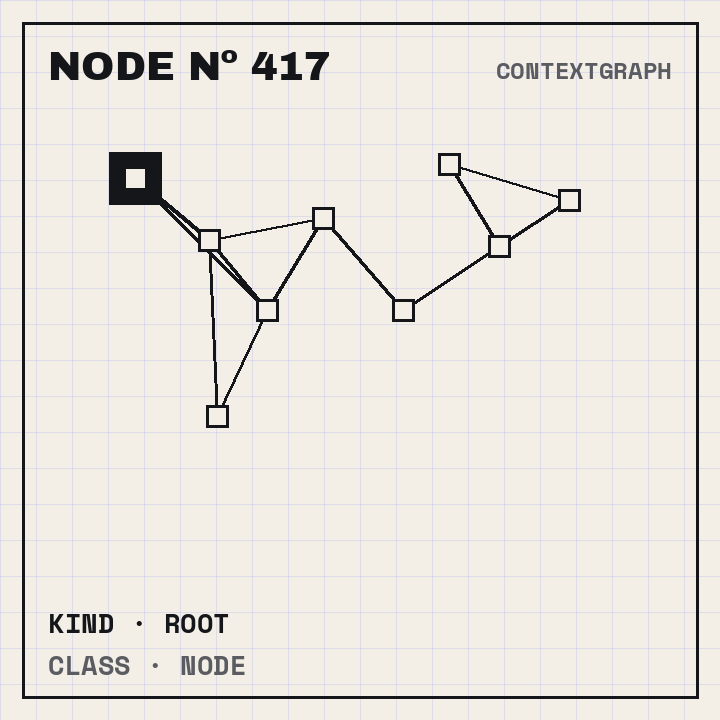 NODE Nº 417
CONTEXTGRAPH
KIND · ROOT
CLASS · NODE